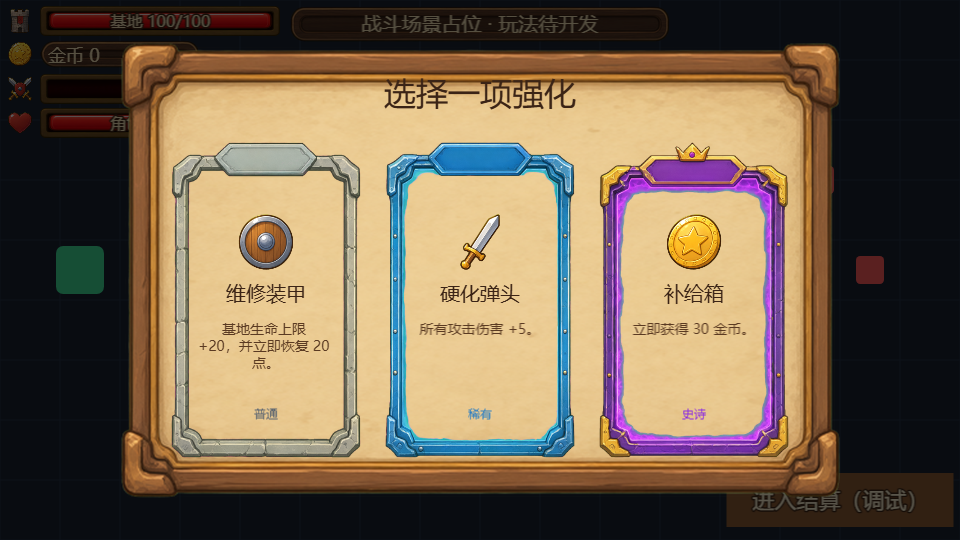 基地 100/100
战斗场景占位 · 玩法待开发
金币 0
角
选择一项强化
维修装甲
基地生命上限
+20，并立即恢复 20
点。
普通
硬化弹头
所有攻击伤害 +5。
稀有
补给箱
立即获得 30 金币。
史诗
进入结算（调试）